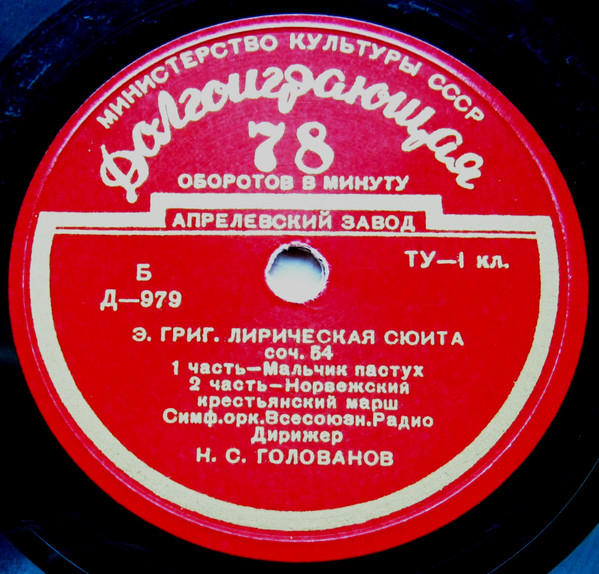 МИНИСТЕРСТВО КУЛЬТУРЫ СССР
Долгоиграющая
78
ОБОРОТОВ В МИНУТУ
АПРЕЛЕВСКИЙ ЗАВОД
Б
Д—979
ТУ—1 кл.
Э. ГРИГ. ЛИРИЧЕСКАЯ СЮИТА
соч. 54
1 часть—Мальчик пастух
2 часть—Норвежский
крестьянский марш
Симф.орк.Всесоюзн.Радио
Дирижер
Н. С. ГОЛОВАНОВ